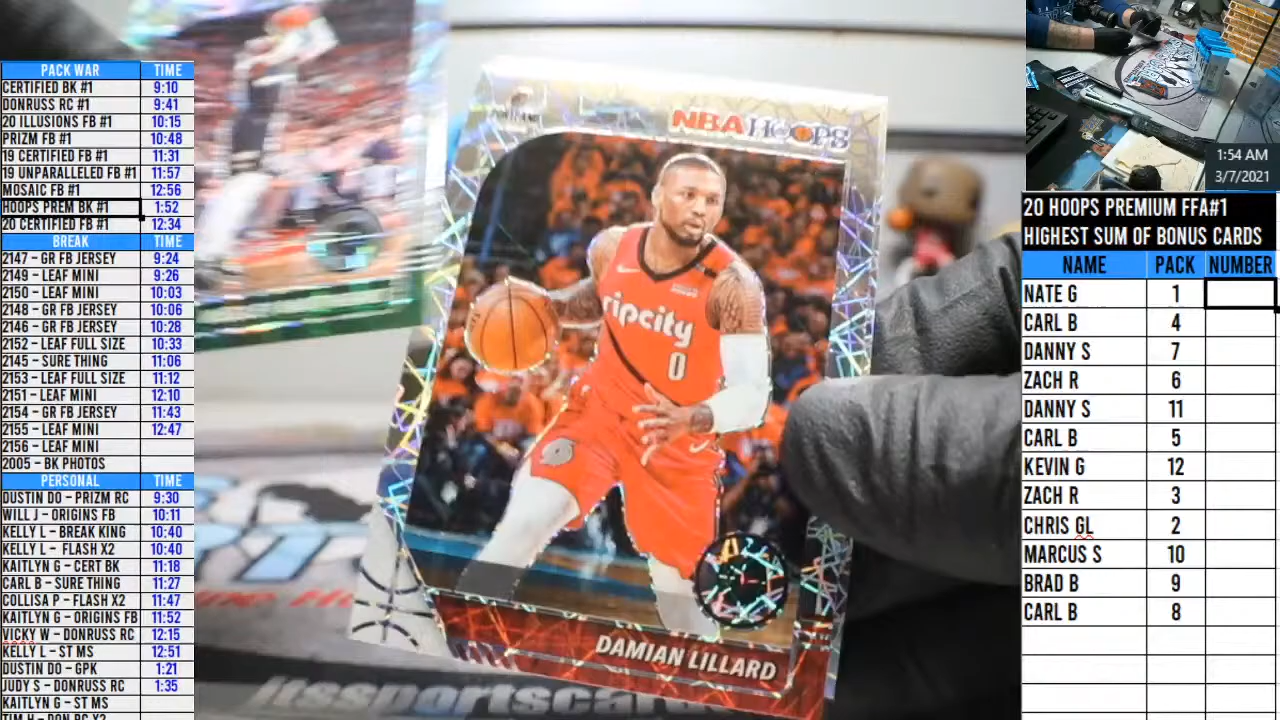 PACK WAR TIME
CERTIFIED BK #1 9:10
DONRUSS RC #1 9:41
20 ILLUSIONS FB #1 10:15
PRIZM FB #1 10:48
19 CERTIFIED FB #1 11:31
19 UNPARALLELED FB #1 11:57
MOSAIC FB #1 12:56
HOOPS PREM BK #1 1:52
20 CERTIFIED FB #1 12:34
BREAK TIME
2147 - GR FB JERSEY 9:24
2149 - LEAF MINI 9:26
2150 - LEAF MINI 10:03
2148 - GR FB JERSEY 10:06
2146 - GR FB JERSEY 10:28
2152 - LEAF FULL SIZE 10:33
2145 - SURE THING 11:06
2153 - LEAF FULL SIZE 11:12
2151 - LEAF MINI 12:10
2154 - GR FB JERSEY 11:43
2155 - LEAF MINI 12:47
2156 - LEAF MINI
2005 - BK PHOTOS
PERSONAL TIME
DUSTIN DO - PRIZM RC 9:30
WILL J - ORIGINS FB 10:11
KELLY L - BREAK KING 10:40
KELLY L - FLASH X2 10:40
KAITLYN G - CERT BK 11:18
CARL B - SURE THING 11:27
COLLISA P - FLASH X2 11:47
KAITLYN G - ORIGINS FB 11:52
VICKY W - DONRUSS RC 12:15
KELLY L - ST MS 12:51
DUSTIN DO - GPK 1:21
JUDY S - DONRUSS RC 1:35
KAITLYN G - ST MS
TIM H - DON RC X2
NBA HOOPS
ripcity
0
DAMIAN LILLARD
/tssportscards
1:54 AM
3/7/2021
20 HOOPS PREMIUM FFA#1
HIGHEST SUM OF BONUS CARDS
NAME PACK NUMBER
NATE G 1
CARL B 4
DANNY S 7
ZACH R 6
DANNY S 11
CARL B 5
KEVIN G 12
ZACH R 3
CHRIS GL 2
MARCUS S 10
BRAD B 9
CARL B 8